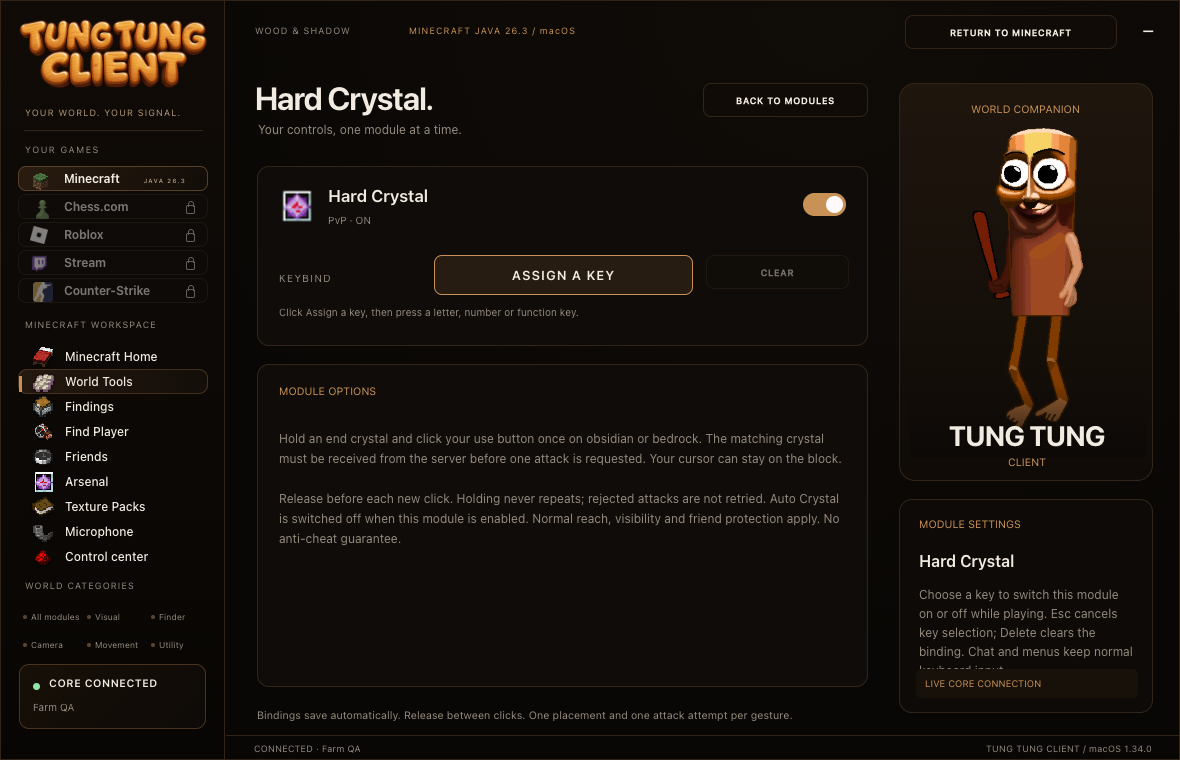 TUNG TUNG
CLIENT
YOUR WORLD. YOUR SIGNAL.
YOUR GAMES
Minecraft JAVA 26.3
Chess.com
Roblox
Stream
Counter-Strike
MINECRAFT WORKSPACE
Minecraft Home
World Tools
Findings
Find Player
Friends
Arsenal
Texture Packs
Microphone
Control center
WORLD CATEGORIES
All modules Visual Finder
Camera Movement Utility
CORE CONNECTED
Farm QA
WOOD & SHADOW MINECRAFT JAVA 26.3 / macOS RETURN TO MINECRAFT
Hard Crystal.
Your controls, one module at a time.
BACK TO MODULES
Hard Crystal
PvP · ON
KEYBIND ASSIGN A KEY CLEAR
Click Assign a key, then press a letter, number or function key.
MODULE OPTIONS
Hold an end crystal and click your use button once on obsidian or bedrock. The matching crystal
must be received from the server before one attack is requested. Your cursor can stay on the block.
Release before each new click. Holding never repeats; rejected attacks are not retried. Auto Crystal
is switched off when this module is enabled. Normal reach, visibility and friend protection apply. No
anti-cheat guarantee.
Bindings save automatically. Release between clicks. One placement and one attack attempt per gesture.
WORLD COMPANION
TUNG TUNG
CLIENT
MODULE SETTINGS
Hard Crystal
Choose a key to switch this module
on or off while playing. Esc cancels
key selection; Delete clears the
binding. Chat and menus keep normal
keyboard input.
LIVE CORE CONNECTION
CONNECTED · Farm QA
TUNG TUNG CLIENT / macOS 1.34.0